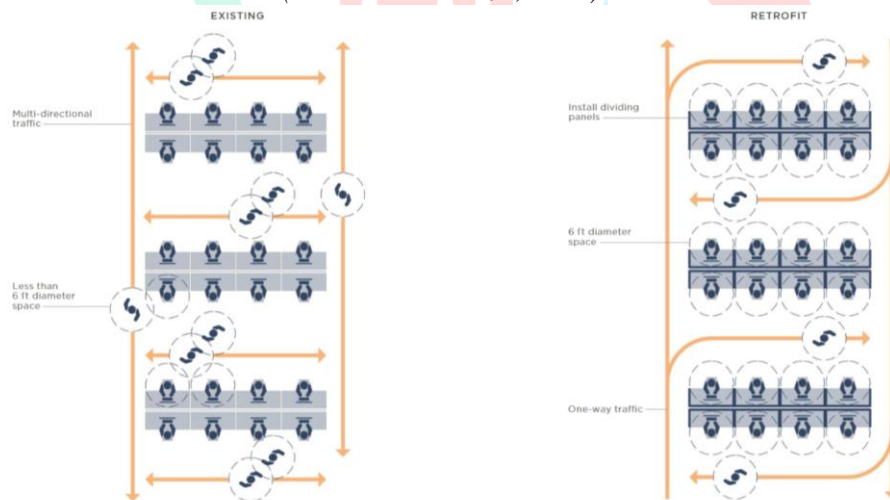 EXISTING
RETROFIT
Multi-directional
traffic
Less than
6 ft diameter
space
Install dividing
panels
6 ft diameter
space
One-way traffic